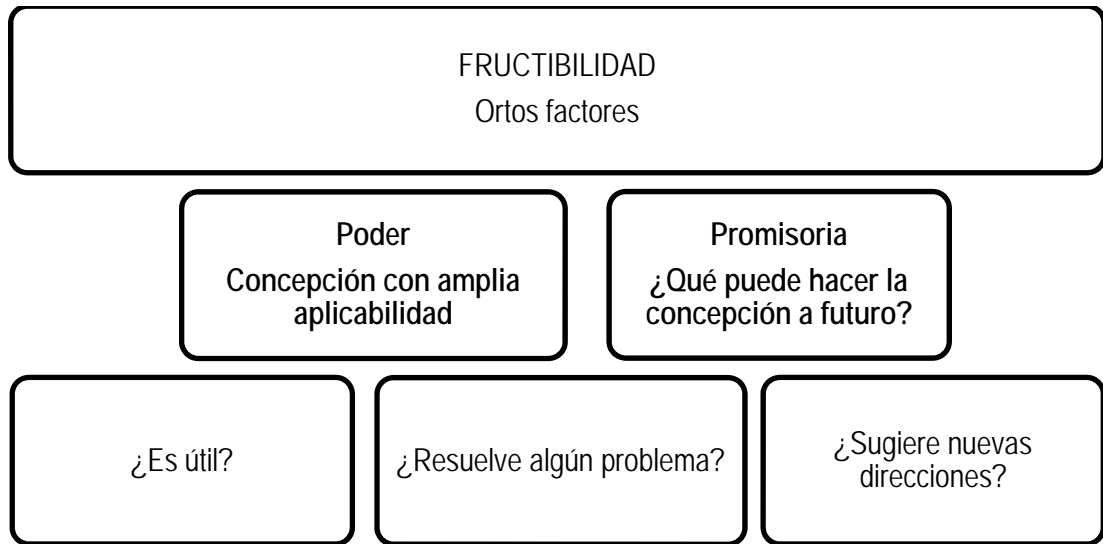 FRUCTIBILIDAD
Ortos factores
Poder
Concepción con amplia
aplicabilidad
Promisoria
¿Qué puede hacer la
concepción a futuro?
¿Es útil?
¿Resuelve algún problema?
¿Sugiere nuevas
direcciones?